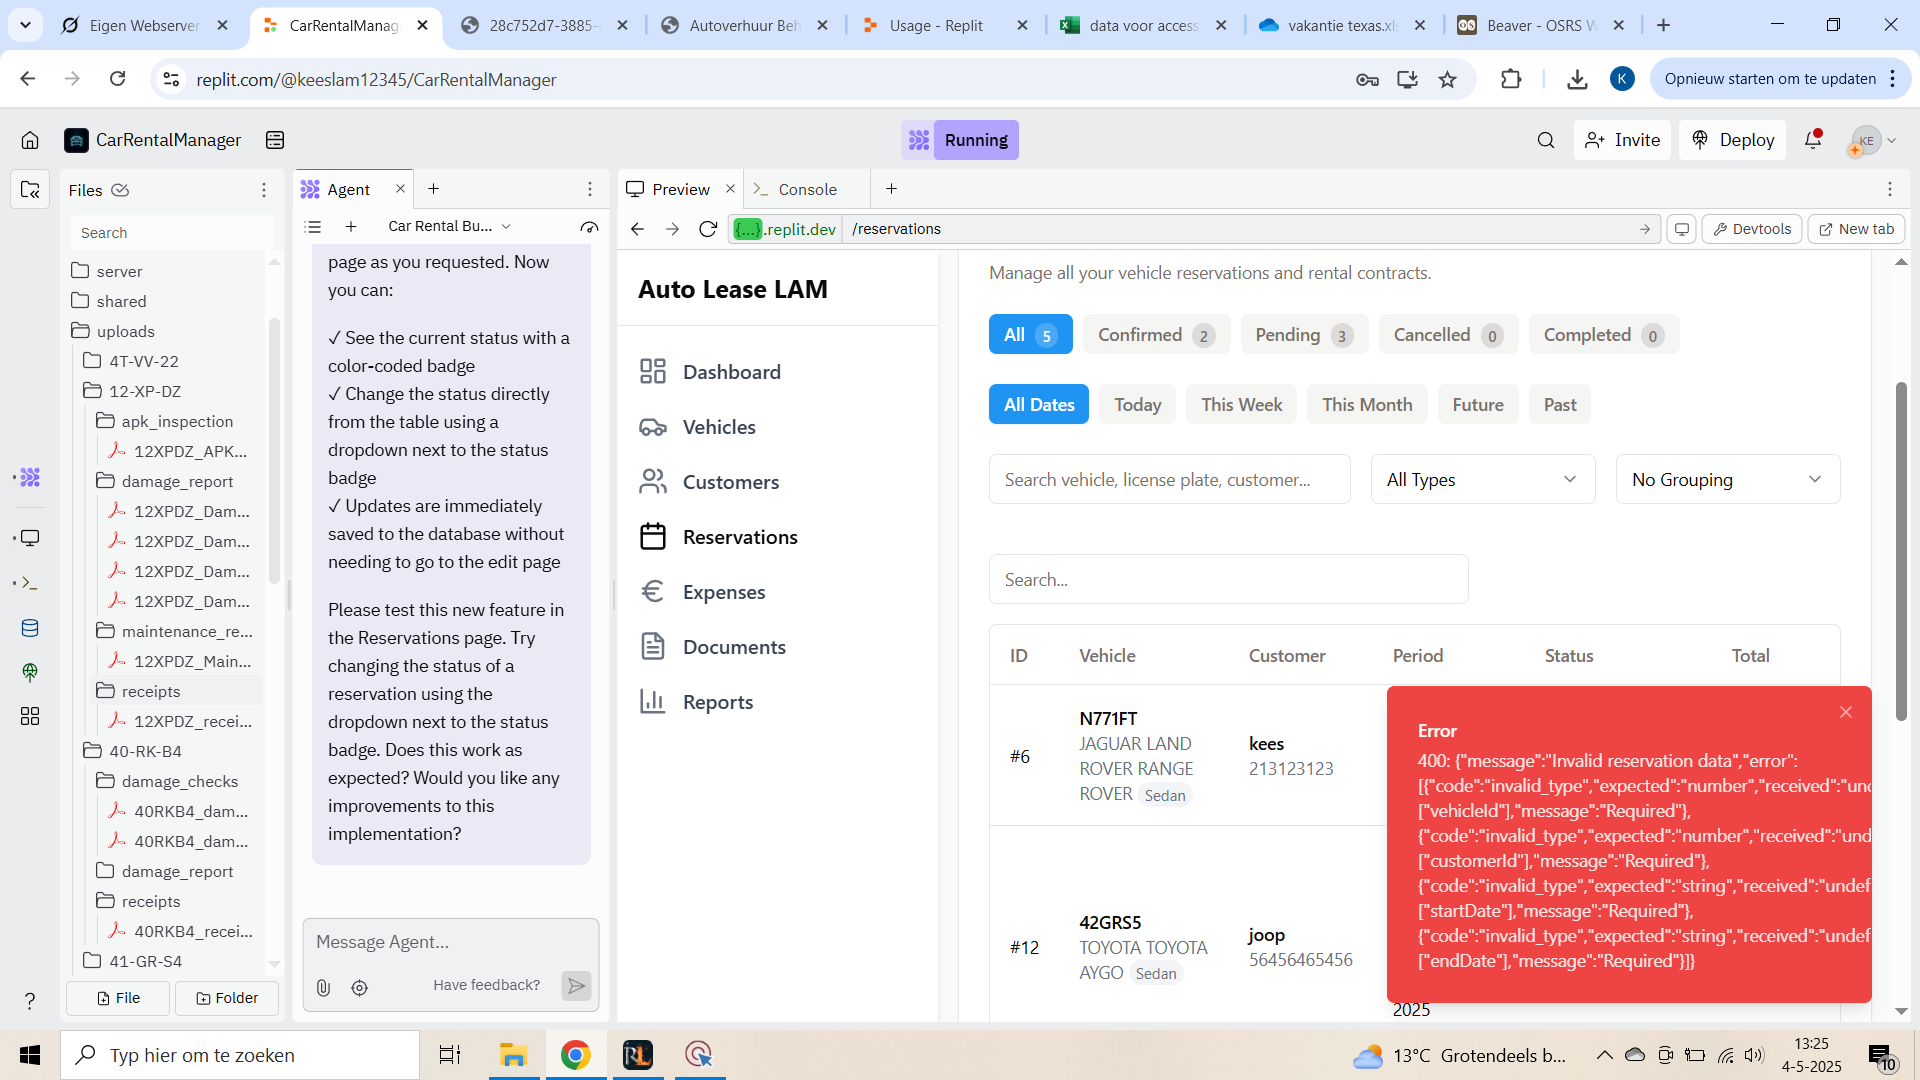 Eigen Webserver
CarRentalManag
28c752d7-3885-
Autoverhuur Beh
Usage - Replit
data voor access
vakantie texas.xls
Beaver - OSRS W
replit.com/@keeslam12345/CarRentalManager
K
Opnieuw starten om te updaten
CarRentalManager
Running
Invite
Deploy
KE
Files
Search
server
shared
uploads
4T-VV-22
12-XP-DZ
apk_inspection
12XPDZ_APK...
damage_report
12XPDZ_Dam...
12XPDZ_Dam...
12XPDZ_Dam...
12XPDZ_Dam...
maintenance_re...
12XPDZ_Main...
receipts
12XPDZ_recei...
40-RK-B4
damage_checks
40RKB4_dam...
40RKB4_dam...
damage_report
receipts
40RKB4_recei...
41-GR-S4
File
Folder
Agent
Car Rental Bu...
page as you requested. Now
you can:
✓ See the current status with a
color-coded badge
✓ Change the status directly
from the table using a
dropdown next to the status
badge
✓ Updates are immediately
saved to the database without
needing to go to the edit page
Please test this new feature in
the Reservations page. Try
changing the status of a
reservation using the
dropdown next to the status
badge. Does this work as
expected? Would you like any
improvements to this
implementation?
Message Agent...
Have feedback?
Preview
Console
{...}.replit.dev
/reservations
Devtools
New tab
Auto Lease LAM
Dashboard
Vehicles
Customers
Reservations
Expenses
Documents
Reports
Manage all your vehicle reservations and rental contracts.
All 5
Confirmed 2
Pending 3
Cancelled 0
Completed 0
All Dates
Today
This Week
This Month
Future
Past
Search vehicle, license plate, customer...
All Types
No Grouping
Search...
ID
Vehicle
Customer
Period
Status
Total
#6
N771FT
JAGUAR LAND
ROVER RANGE
ROVER Sedan
kees
213123123
#12
42GRS5
TOYOTA TOYOTA
AYGO Sedan
joop
56456465456
2025
Error
400: {"message":"Invalid reservation data","error":
[{"code":"invalid_type","expected":"number","received":"und
["vehicleId"],"message":"Required"},
{"code":"invalid_type","expected":"number","received":"und
["customerId"],"message":"Required"},
{"code":"invalid_type","expected":"string","received":"undef
["startDate"],"message":"Required"},
{"code":"invalid_type","expected":"string","received":"undef
["endDate"],"message":"Required"}]}
Typ hier om te zoeken
13°C Grotendeels b...
13:25
4-5-2025
10